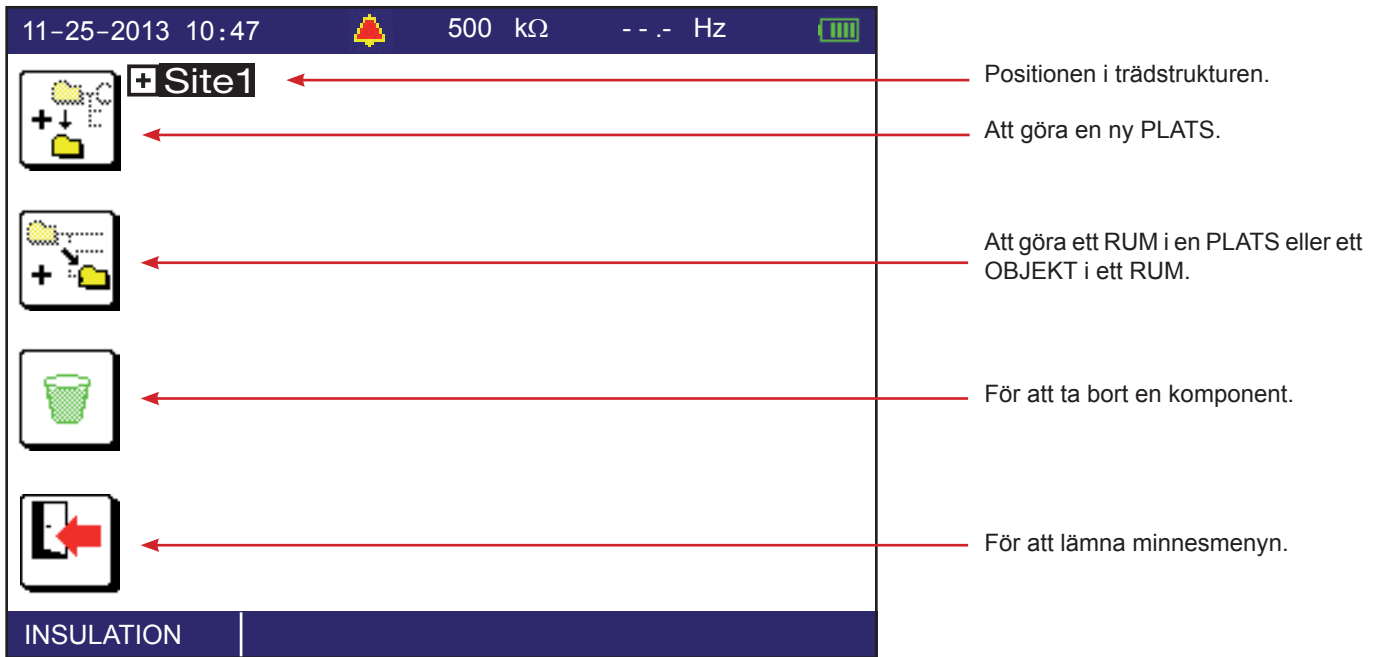 11-25-2013 10:47 500 kΩ - - .- Hz
+ Site1
Positionen i trädstrukturen.
Att göra en ny PLATS.
Att göra ett RUM i en PLATS eller ett
OBJEKT i ett RUM.
För att ta bort en komponent.
För att lämna minnesmenyn.
INSULATION